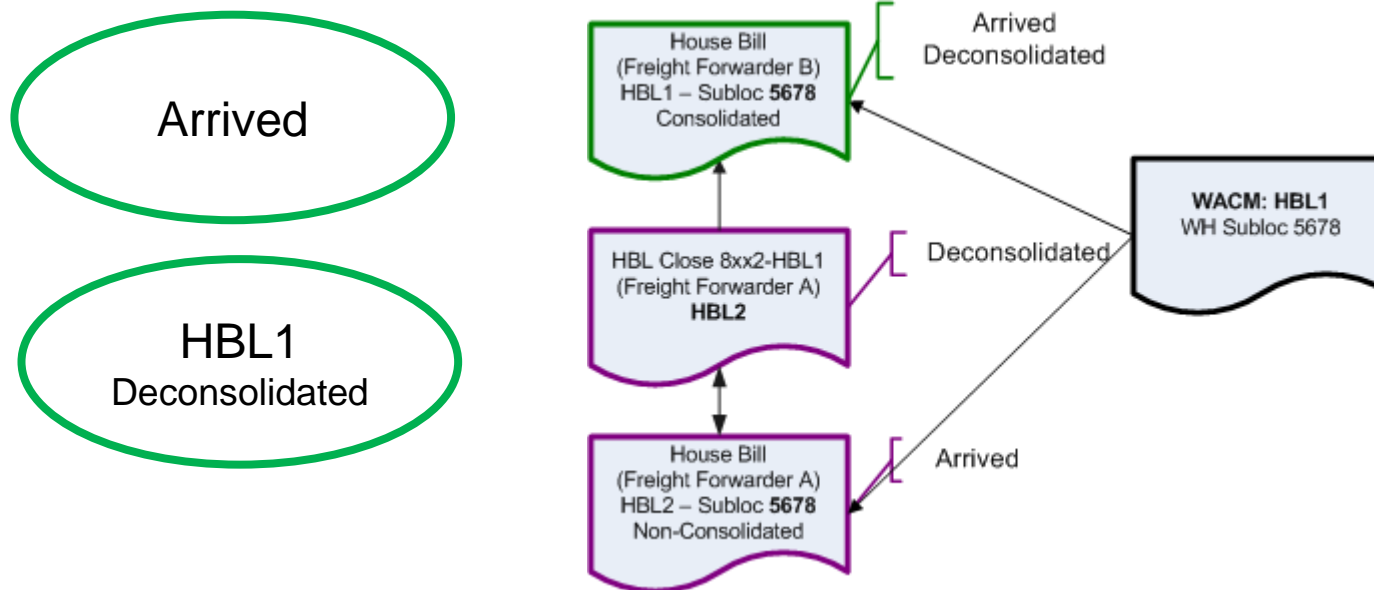 Arrived
HBL1
Deconsolidated
House Bill
(Freight Forwarder B)
HBL1 – Subloc 5678
Consolidated
Arrived
Deconsolidated
HBL Close 8xx2-HBL1
(Freight Forwarder A)
HBL2
Deconsolidated
House Bill
(Freight Forwarder A)
HBL2 – Subloc 5678
Non-Consolidated
Arrived
WACM: HBL1
WH Subloc 5678